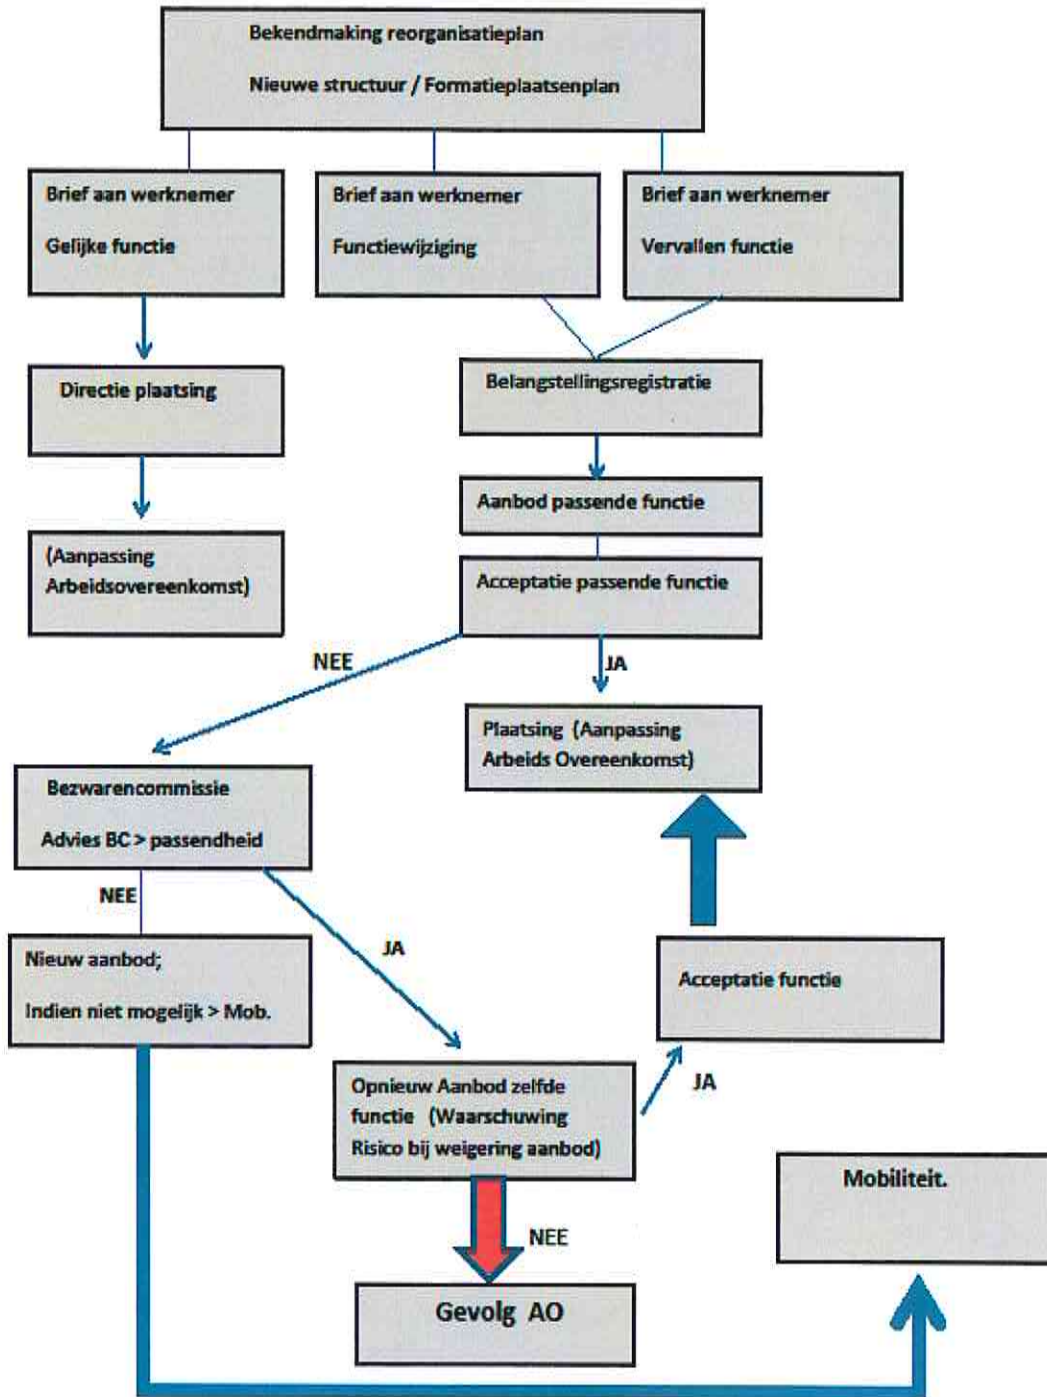 Bekendmaking reorganisatieplan
Nieuwe structuur / Formatieplaatsenplan
Brief aan werknemer
Gelijke functie
Brief aan werknemer
Functiewijziging
Brief aan werknemer
Vervallen functie
Directie plaatsing
Belangstellingsregistratie
Aanbod passende functie
(Aanpassing
Arbeidsovereenkomst)
Acceptatie passende functie
NEE
JA
Plaatsing (Aanpassing
Arbeids Overeenkomst)
Bezwarencommissie
Advies BC > passendheid
NEE
JA
Nieuw aanbod;
Indien niet mogelijk > Mob.
Acceptatie functie
Opnieuw Aanbod zelfde
functie (Waarschuwing
Risico bij weigering aanbod)
JA
Mobiliteit.
NEE
Gevolg AO